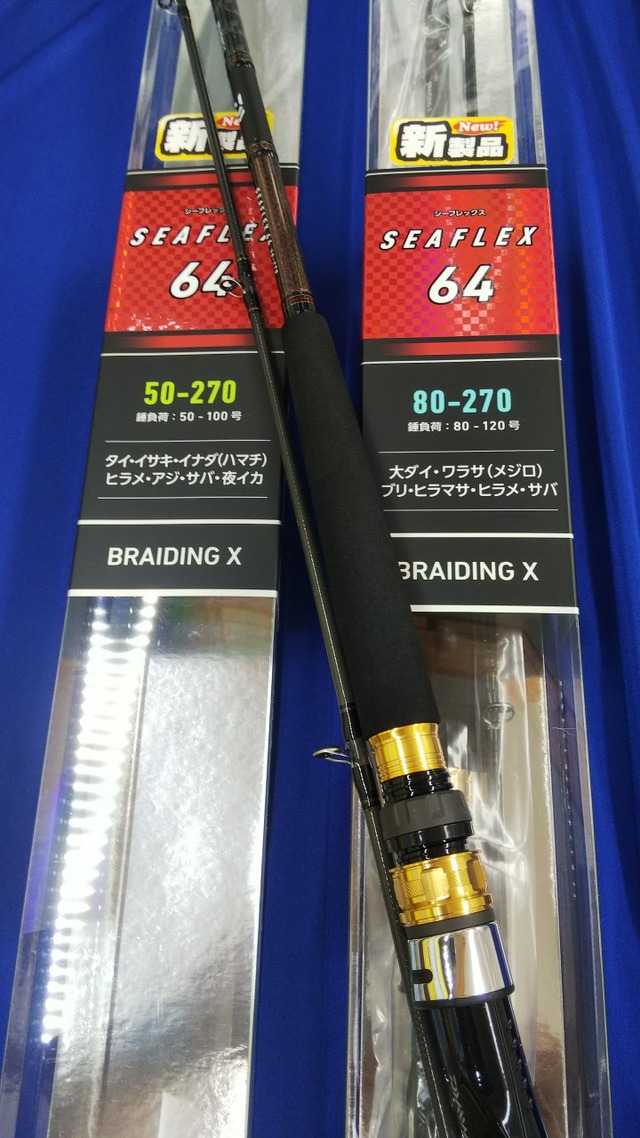 新 New!
製品
シーフレックス
SEAFLEX
64
50-270
錘負荷：50-100号
タイ・イサキ・イナダ(ハマチ)
ヒラメ・アジ・サバ・夜イカ
BRAIDING X
新 New!
製品
シーフレックス
SEAFLEX
64
80-270
錘負荷：80-120号
大ダイ・ワラサ(メジロ)
ブリ・ヒラマサ・ヒラメ・サバ
BRAIDING X